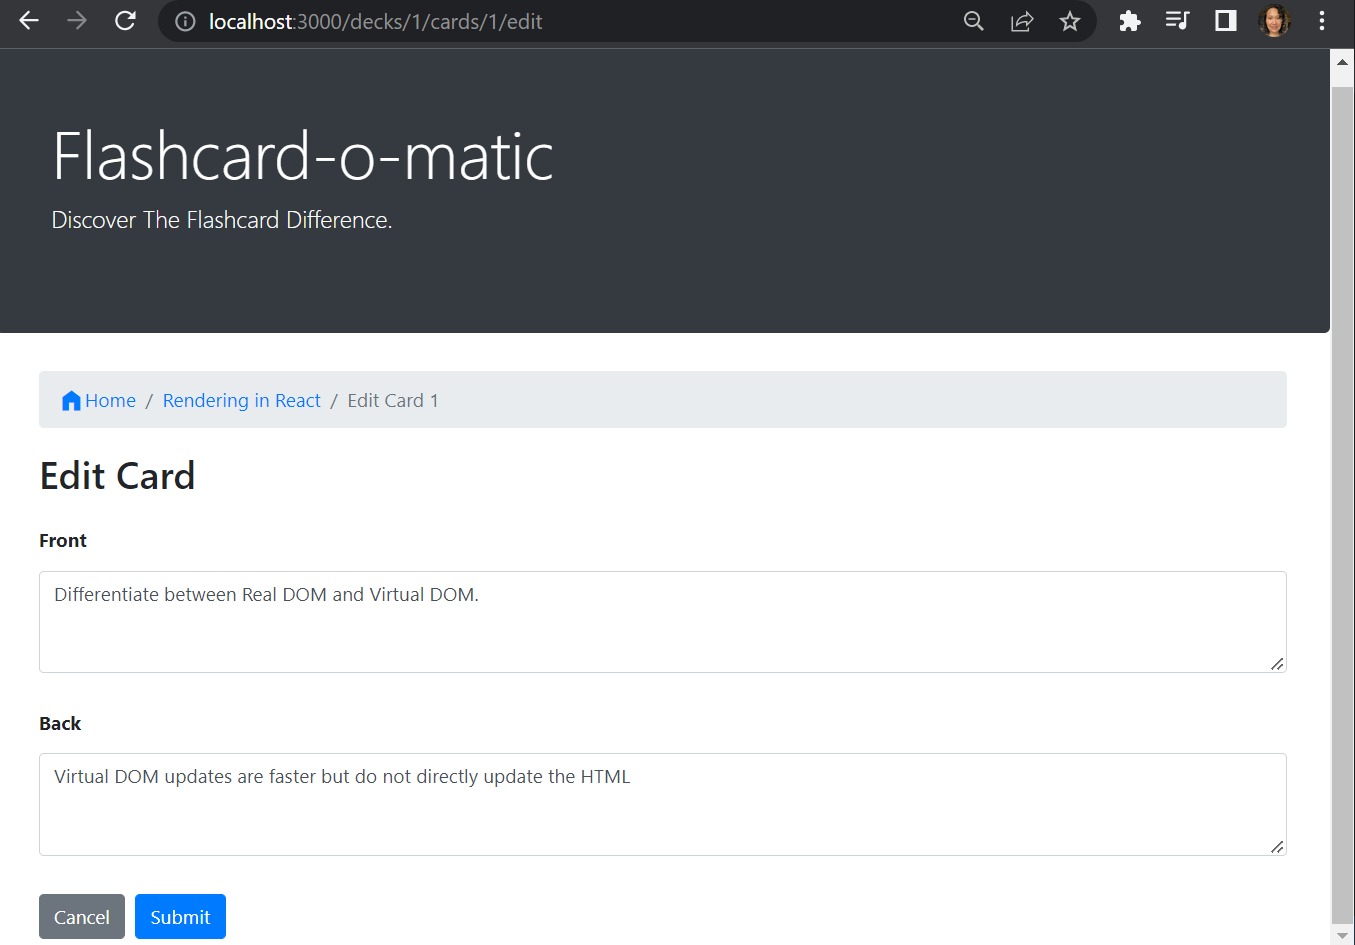 localhost:3000/decks/1/cards/1/edit
Flashcard-o-matic
Discover The Flashcard Difference.
Home / Rendering in React / Edit Card 1
Edit Card
Front
Differentiate between Real DOM and Virtual DOM.
Back
Virtual DOM updates are faster but do not directly update the HTML
Cancel Submit